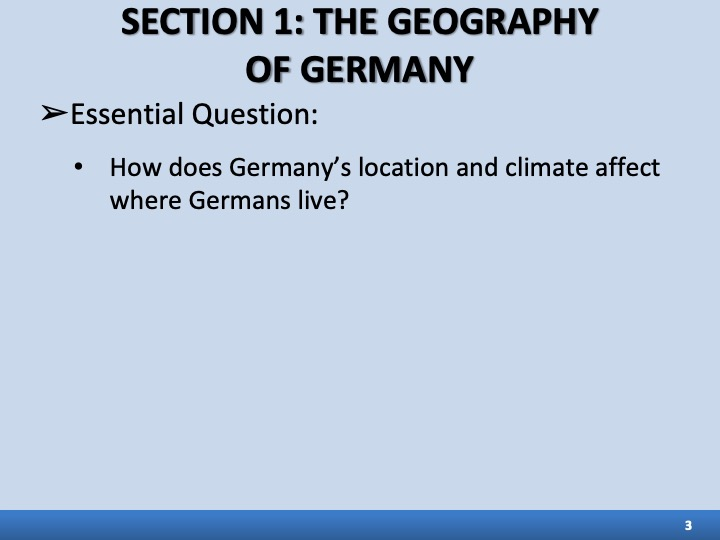 SECTION 1: THE GEOGRAPHY
OF GERMANY
➢Essential Question:
• How does Germany’s location and climate affect
where Germans live?
3